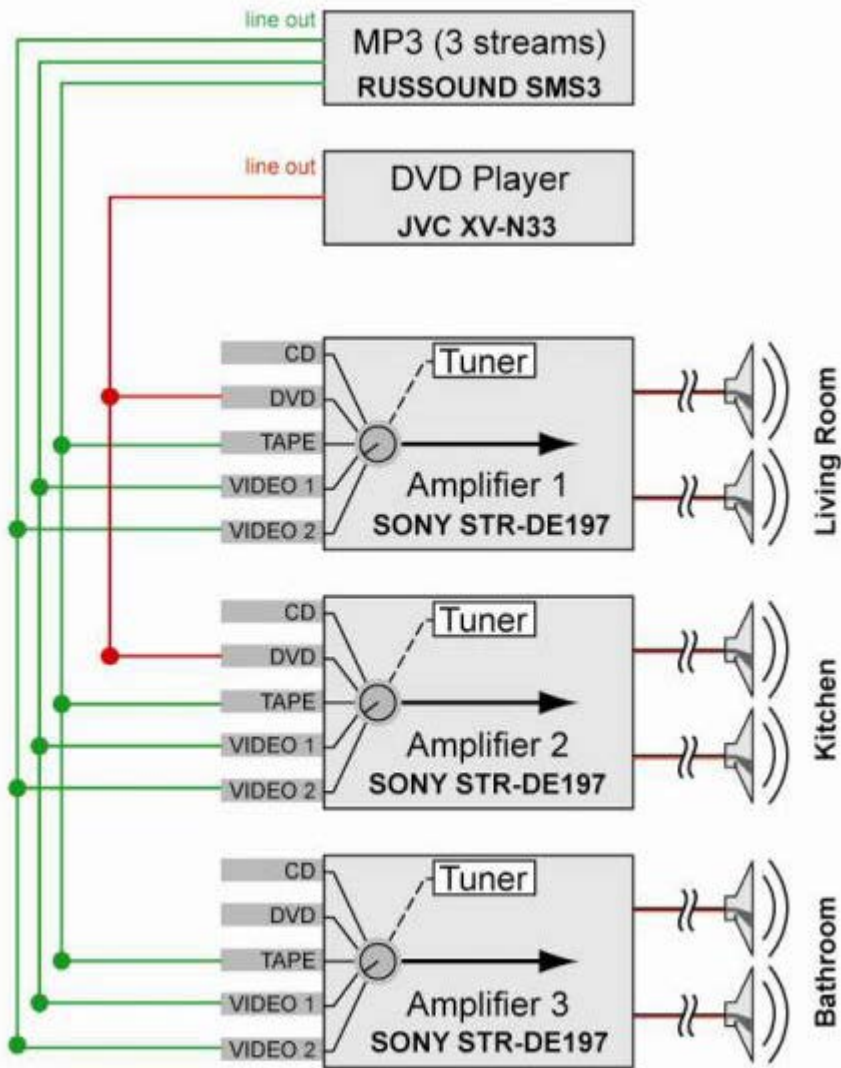 line out
MP3 (3 streams)
RUSSOUND SMS3
line out
DVD Player
JVC XV-N33
CD
DVD
TAPE
VIDEO 1
VIDEO 2
Tuner
Amplifier 1
SONY STR-DE197
Living Room
CD
DVD
TAPE
VIDEO 1
VIDEO 2
Tuner
Amplifier 2
SONY STR-DE197
Kitchen
CD
DVD
TAPE
VIDEO 1
VIDEO 2
Tuner
Amplifier 3
SONY STR-DE197
Bathroom